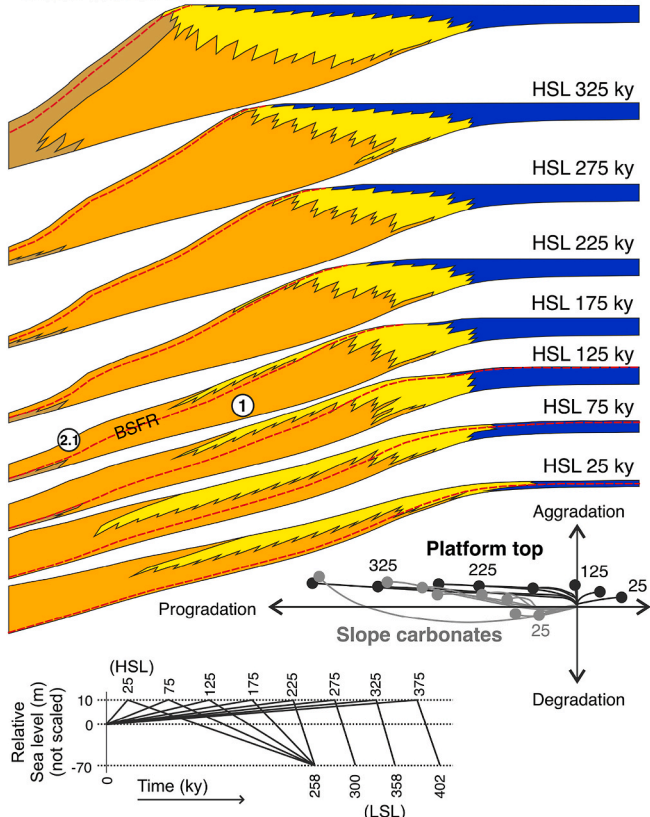 HSL 325 ky
HSL 275 ky
HSL 225 ky
HSL 175 ky
HSL 125 ky
HSL 75 ky
HSL 25 ky
1
BSFR
2.1
Aggradation
Platform top
325
225
125
25
Progradation
Slope carbonates
25
Degradation
(HSL)
25
75
125
175
225
275
325
375
Relative
Sea level (m)
(not scaled)
10
0
-70
0
Time (ky)
258
300
358
402
(LSL)